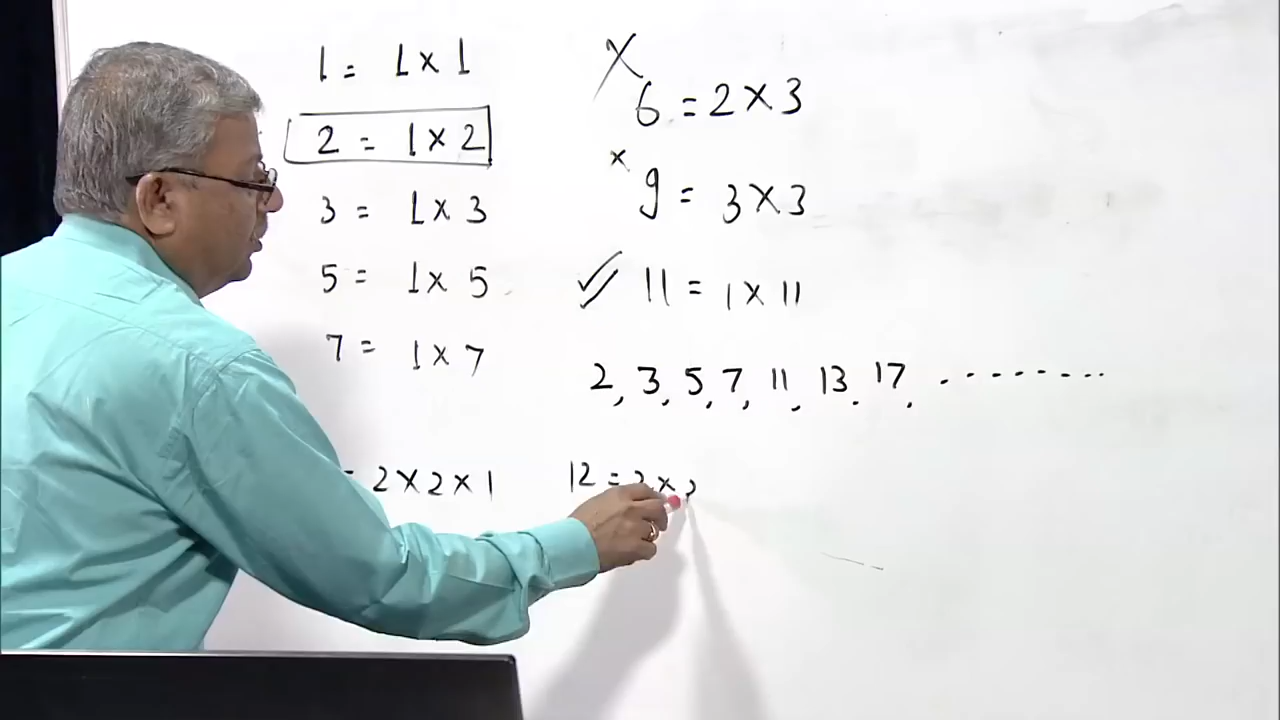 1 = 1 x 1
2 = 1 x 2
3 = 1 x 3
5 = 1 x 5
7 = 1 x 7
= 2 x 2 x 1
X
6 = 2 x 3
x
9 = 3 x 3
11 = 1 x 11
2, 3, 5, 7, 11, 13, 17, ........
12 = 2 x